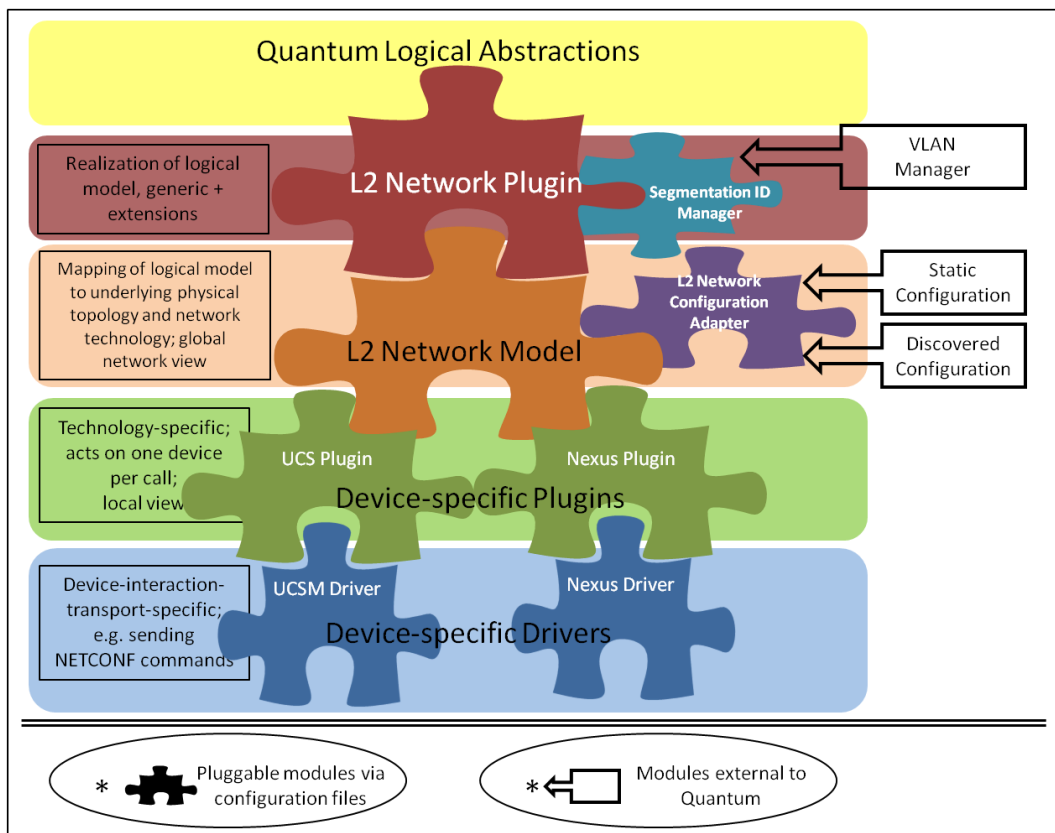 Quantum Logical Abstractions
Realization of logical
model, generic +
extensions
L2 Network Plugin
Segmentation ID
Manager
VLAN
Manager
Mapping of logical model
to underlying physical
topology and network
technology; global
network view
L2 Network Model
L2 Network
Configuration
Adapter
Static
Configuration
Discovered
Configuration
Technology-specific;
acts on one device
per call;
local view
UCS Plugin
Nexus Plugin
Device-specific Plugins
Device-interaction-
transport-specific;
e.g. sending
NETCONF commands
UCSM Driver
Nexus Driver
Device-specific Drivers
* Pluggable modules via
configuration files
* Modules external to
Quantum